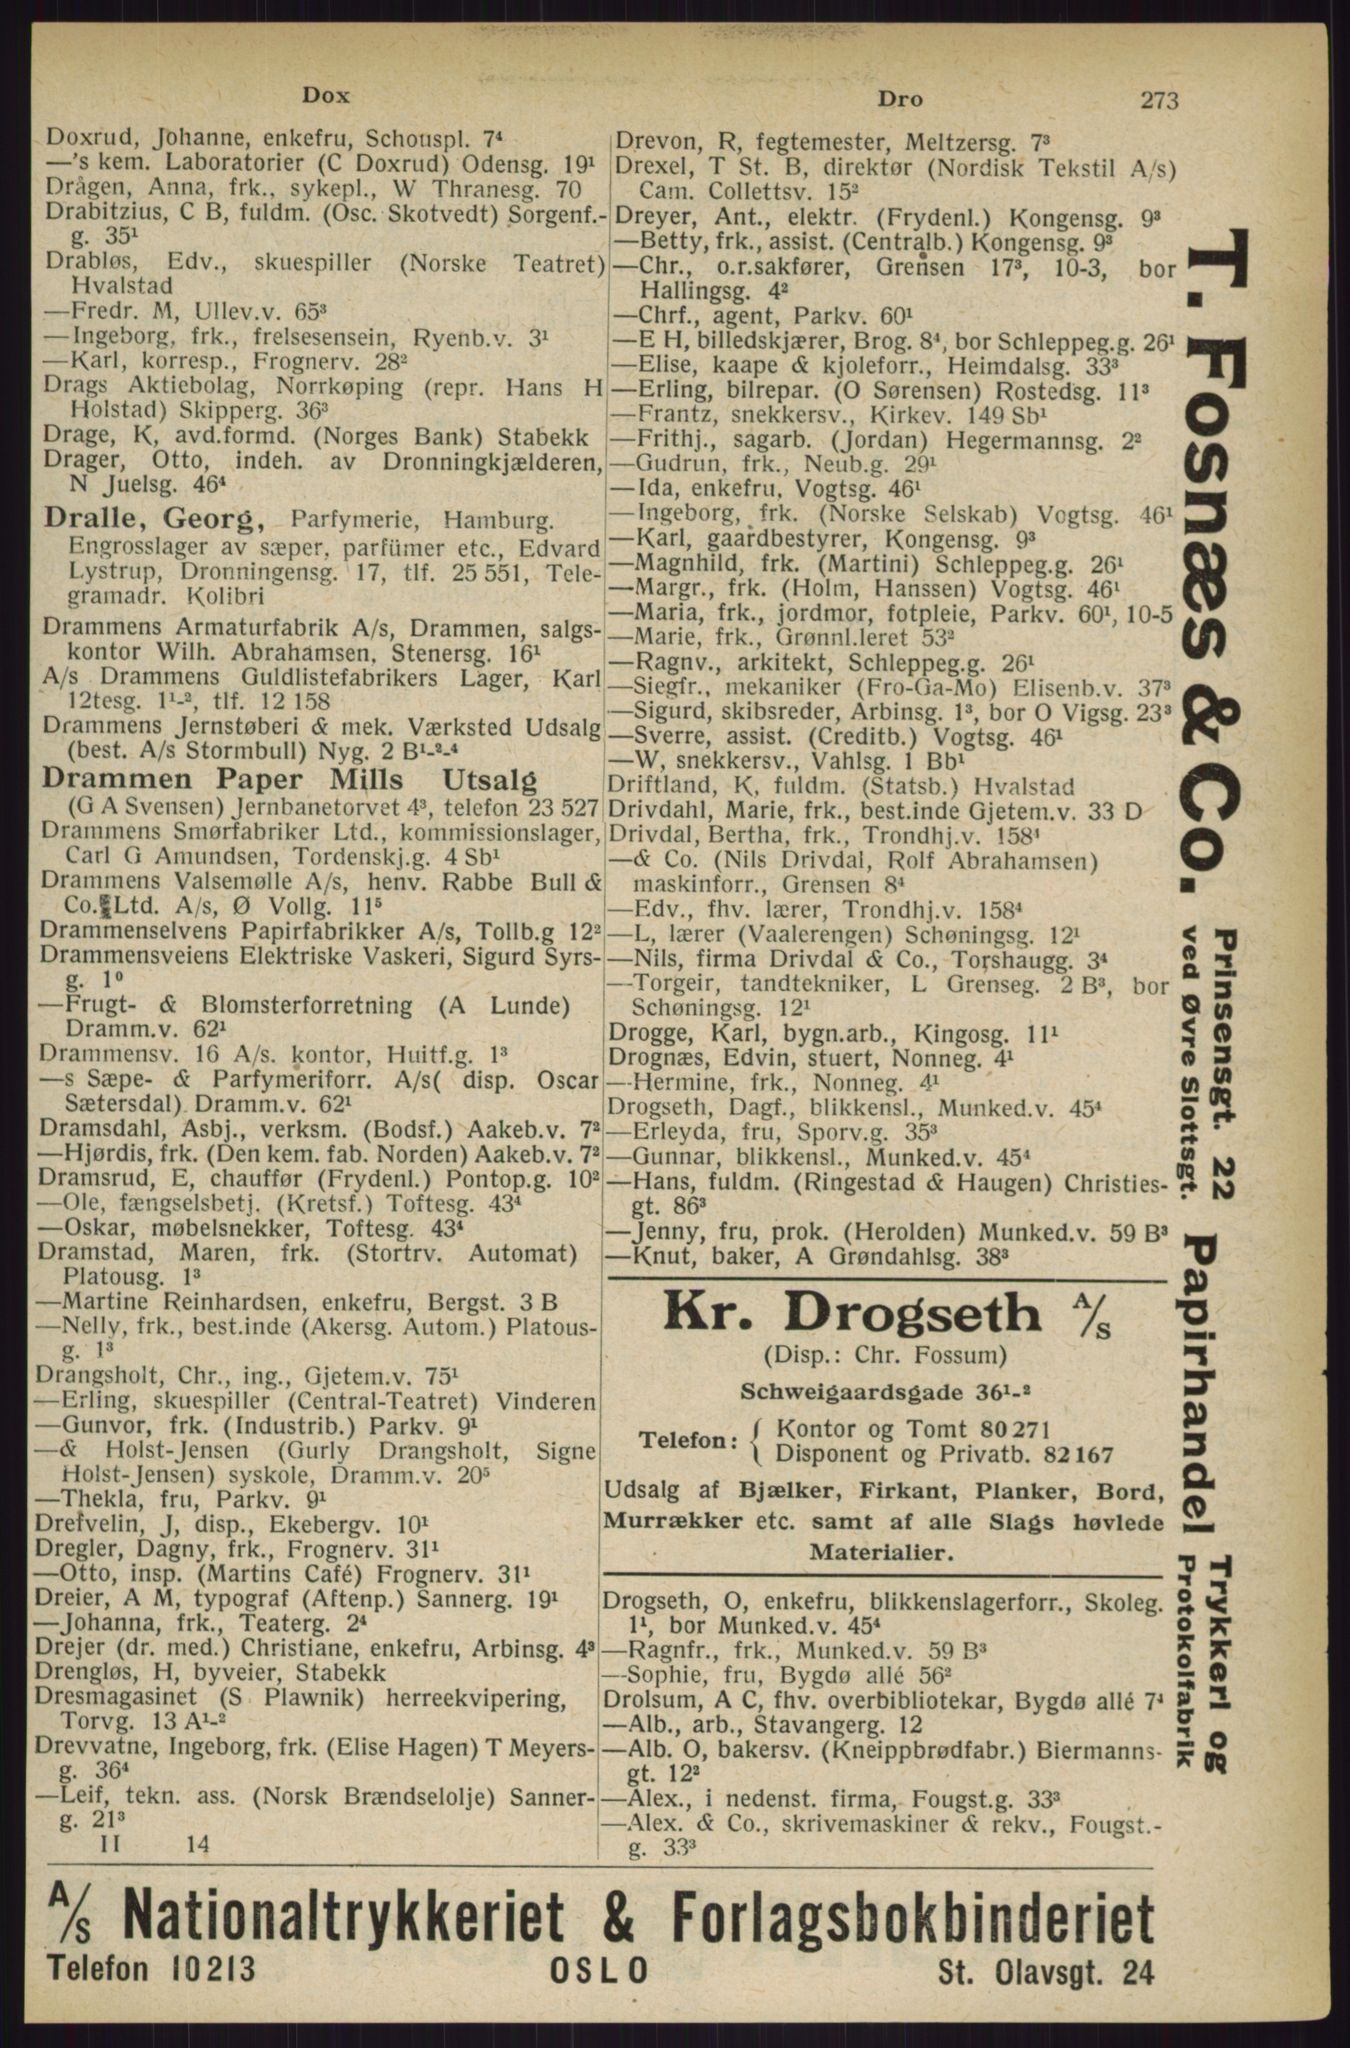 Dox
Dro 273
Doxrud, Johanne, enkefru, Schouspl. 7⁴
—'s kem. Laboratorier (C Doxrud) Odensg. 19¹
Drågen, Anna, frk., sykepl., W Thranesg. 70
Drabitzius, C B, fuldm. (Osc. Skotvedt) Sorgenf.-
g. 35¹
Drabløs, Edv., skuespiller (Norske Teatret)
Hvalstad
—Fredr. M, Ullev.v. 65³
—Ingeborg, frk., frelsesensein, Ryenb.v. 3¹
—Karl, korresp., Frognerv. 28²
Drags Aktiebolag, Norrkøping (repr. Hans H
Holstad) Skipperg. 36³
Drage, K, avd.formd. (Norges Bank) Stabekk
Drager, Otto, indeh. av Dronningkjælderen,
N Juelsg. 46⁴
Dralle, Georg, Parfymerie, Hamburg.
Engrosslager av sæper, parfümer etc., Edvard
Lystrup, Dronningensg. 17, tlf. 25 551, Tele-
gramadr. Kolibri
Drammens Armaturfabrik A/s, Drammen, salgs-
kontor Wilh. Abrahamsen, Stenersg. 16¹
A/s Drammens Guldlistefabrikers Lager, Karl
12tesg. 1¹-², tlf. 12 158
Drammens Jernstøberi & mek. Værksted Udsalg
(best. A/s Stormbull) Nyg. 2 B¹-²-⁴
Drammen Paper Mills Utsalg
(G A Svensen) Jernbanetorvet 4³, telefon 23 527
Drammens Smørfabriker Ltd., kommissionslager,
Carl G Amundsen, Tordenskj.g. 4 Sb¹
Drammens Valsemølle A/s, henv. Rabbe Bull &
Co. Ltd. A/s, Ø Vollg. 11⁵
Drammenselvens Papirfabrikker A/s, Tollb.g 12²
Drammensveiens Elektriske Vaskeri, Sigurd Syrs-
g. 1⁰
—Frugt- & Blomsterforretning (A Lunde)
Dramm.v. 62¹
Drammensv. 16 A/s. kontor, Huitf.g. 1³
—s Sæpe- & Parfymeriforr. A/s( disp. Oscar
Sætersdal) Dramm.v. 62¹
Dramsdahl, Asbj., verksm. (Bodsf.) Aakeb.v. 7²
—Hjørdis, frk. (Den kem. fab. Norden) Aakeb.v. 7²
Dramsrud, E, chauffør (Frydenl.) Pontop.g. 10²
—Ole, fængselsbetj. (Kretsf.) Toftesg. 43⁴
—Oskar, møbelsnekker, Toftesg. 43⁴
Dramstad, Maren, frk. (Stortrv. Automat)
Platousg. 1³
—Martine Reinhardsen, enkefru, Bergst. 3 B
—Nelly, frk., best.inde (Akersg. Autom.) Platous-
g. 1³
Drangsholt, Chr., ing., Gjetem.v. 75¹
—Erling, skuespiller (Central-Teatret) Vinderen
—Gunvor, frk. (Industrib.) Parkv. 9¹
—& Holst-Jensen (Gurly Drangsholt, Signe
Holst-Jensen) syskole, Dramm.v. 20⁵
—Thekla, fru, Parkv. 9¹
Drefvelin, J, disp., Ekebergv. 10¹
Dregler, Dagny, frk., Frognerv. 31¹
—Otto, insp. (Martins Café) Frognerv. 31¹
Dreier, A M, typograf (Aftenp.) Sannerg. 19¹
—Johanna, frk., Teaterg. 2⁴
Drejer (dr. med.) Christiane, enkefru, Arbinsg. 4³
Drengløs, H, byveier, Stabekk
Dresmagasinet (S Plawnik) herreekvipering,
Torvg. 13 A¹-²
Drevvatne, Ingeborg, frk. (Elise Hagen) T Meyers-
g. 36⁴
—Leif, tekn. ass. (Norsk Brændselolje) Sanner-
g. 21³
II 14
Drevon, R, fegtemester, Meltzersg. 7³
Drexel, T St. B, direktør (Nordisk Tekstil A/s)
Cam. Collettsv. 15²
Dreyer, Ant., elektr. (Frydenl.) Kongensg. 9³
—Betty, frk., assist. (Centralb.) Kongensg. 9³
—Chr., o.r.sakfører, Grensen 17³, 10-3, bor
Hallingsg. 4²
—Chrf., agent, Parkv. 60¹
—E H, billedskjærer, Brog. 8⁴, bor Schleppeg.g. 26¹
—Elise, kaape & kjoleforr., Heimdalsg. 33³
—Erling, bilrepar. (O Sørensen) Rostedsg. 11³
—Frantz, snekkersv., Kirkev. 149 Sb¹
—Frithj., sagarb. (Jordan) Hegermannsg. 2²
—Gudrun, frk., Neub.g. 29¹
—Ida, enkefru, Vogtsg. 46¹
—Ingeborg, frk. (Norske Selskab) Vogtsg. 46¹
—Karl, gaardbestyrer, Kongensg. 9³
—Magnhild, frk. (Martini) Schleppeg.g. 26¹
—Margr., frk. (Holm, Hanssen) Vogtsg. 46¹
—Maria, frk., jordmor, fotpleie, Parkv. 60¹, 10-5
—Marie, frk., Grønnl.leret 53²
—Ragnv., arkitekt, Schleppeg.g. 26¹
—Siegfr., mekaniker (Fro-Ga-Mo) Elisenb.v. 37³
—Sigurd, skibsreder, Arbinsg. 1³, bor O Vigsg. 23³
—Sverre, assist. (Creditb.) Vogtsg. 46¹
—W, snekkersv., Vahlsg. 1 Bb¹
Driftland, K, fuldm. (Statsb.) Hvalstad
Drivdahl, Marie, frk., best.inde Gjetem.v. 33 D
Drivdal, Bertha, frk., Trondhj.v. 158⁴
—& Co. (Nils Drivdal, Rolf Abrahamsen)
maskinforr., Grensen 8⁴
—Edv., fhv. lærer, Trondhj.v. 158⁴
—L, lærer (Vaalerengen) Schøningsg. 12¹
—Nils, firma Drivdal & Co., Torshaugg. 3⁴
—Torgeir, tandtekniker, L Grenseg. 2 B³, bor
Schøningsg. 12¹
Drogge, Karl, bygn.arb., Kingosg. 11¹
Drognæs, Edvin, stuert, Nonneg. 4¹
—Hermine, frk., Nonneg. 4¹
Drogseth, Dagf., blikkensl., Munked.v. 45⁴
—Erleyda, fru, Sporv.g. 35³
—Gunnar, blikkensl., Munked.v. 45⁴
—Hans, fuldm. (Ringestad & Haugen) Christies-
gt. 86³
—Jenny, fru, prok. (Herolden) Munked.v. 59 B³
—Knut, baker, A Grøndahlsg. 38³
Kr. Drogseth A/S
(Disp.: Chr. Fossum)
Schweigaardsgade 36¹-²
Telefon: { Kontor og Tomt 80 271
Disponent og Privatb. 82 167
Udsalg af Bjælker, Firkant, Planker, Bord,
Murrækker etc. samt af alle Slags høvlede
Materialier.
Drogseth, O, enkefru, blikkenslagerforr., Skoleg.
1¹, bor Munked.v. 45⁴
—Ragnfr., frk., Munked.v. 59 B³
—Sophie, fru, Bygdø allé 56²
Drolsum, A C, fhv. overbibliotekar, Bygdø allé 7⁴
—Alb., arb., Stavangerg. 12
—Alb. O, bakersv. (Kneippbrødfabr.) Biermanns-
gt. 12²
—Alex., i nedenst. firma, Fougst.g. 33³
—Alex. & Co., skrivemaskiner & rekv., Fougst.-
g. 33³
T. Fosnæs & Co.
Prinsensgt. 22
ved Øvre Slottsgt.
Papirhandel
Trykkeri og
Protokolfabrik
A/S Nationaltrykkeriet & Forlagsbokbinderiet
Telefon 10213 OSLO St. Olavsgt. 24